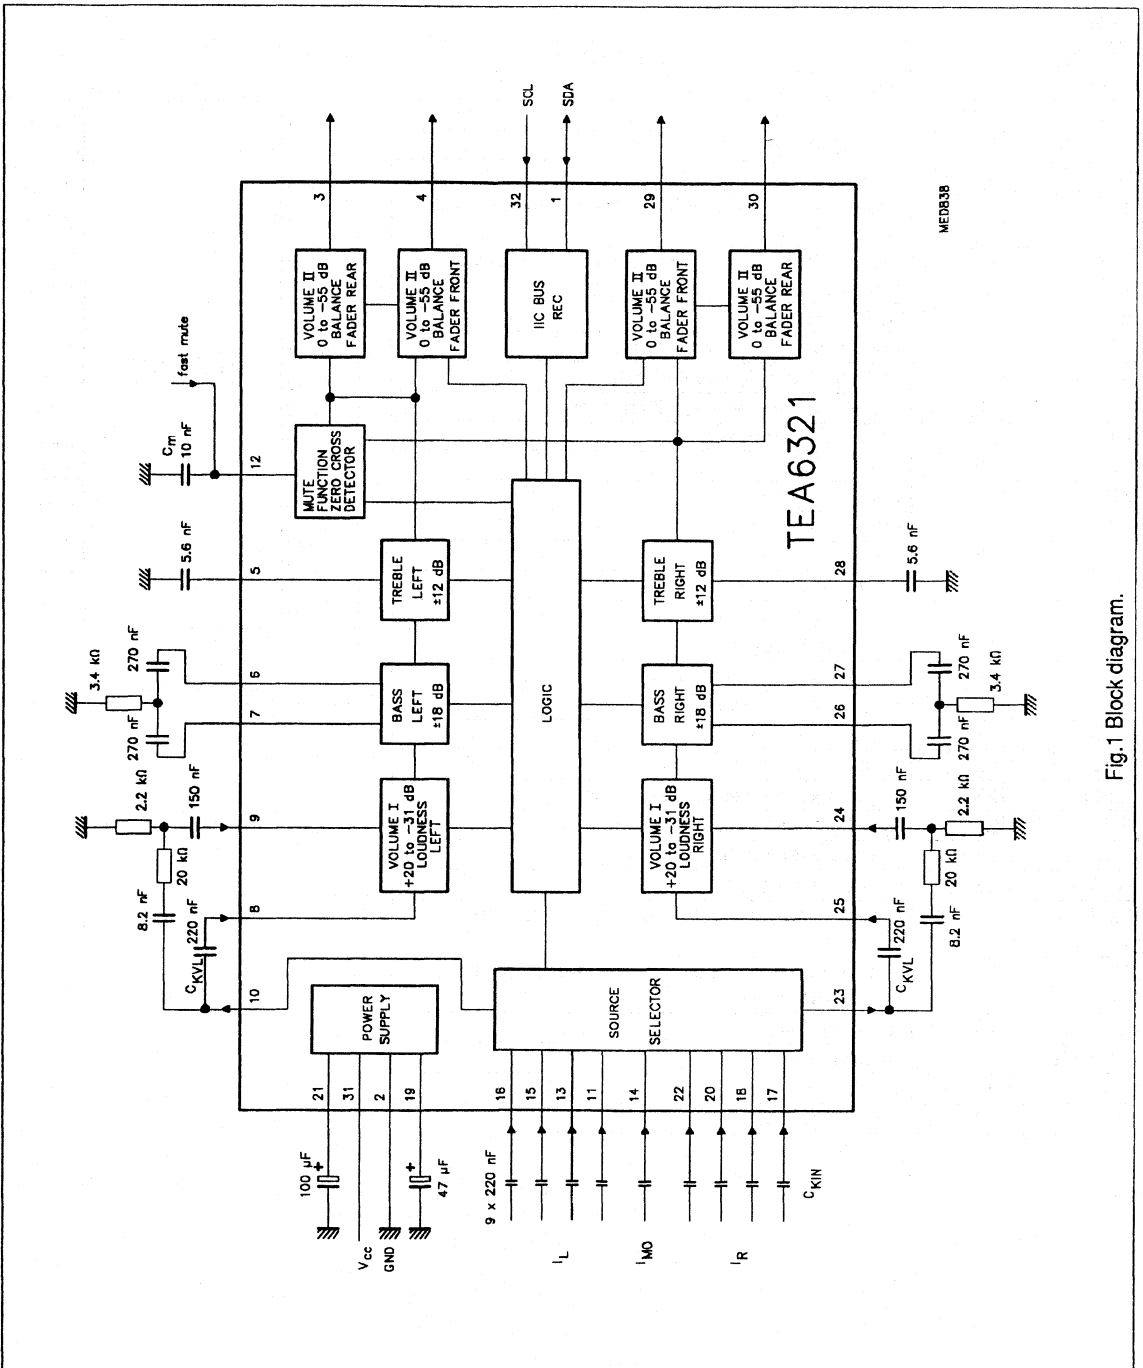 SCL
SDA
3
4
32
1
29
30
VOLUME II
0 to -55 dB
BALANCE
FADER REAR
VOLUME II
0 to -55 dB
BALANCE
FADER FRONT
IIC BUS
REC
VOLUME II
0 to -55 dB
BALANCE
FADER FRONT
VOLUME II
0 to -55 dB
BALANCE
FADER REAR
MED838
fast mute
Cm
10 nF
12
MUTE
FUNCTION
ZERO CROSS
DETECTOR
TEA6321
5.6 nF
5
TREBLE
LEFT
±12 dB
TREBLE
RIGHT
±12 dB
28
5.6 nF
3.4 kΩ
270 nF
270 nF
6
7
BASS
LEFT
±18 dB
LOGIC
BASS
RIGHT
±18 dB
27
26
270 nF
270 nF
3.4 kΩ
2.2 kΩ
150 nF
20 kΩ
8.2 nF
9
VOLUME I
+20 to -31 dB
LOUDNESS
LEFT
VOLUME I
+20 to -31 dB
LOUDNESS
RIGHT
24
150 nF
2.2 kΩ
20 kΩ
8.2 nF
220 nF
CKVL
8
10
25
23
220 nF
CKVL
POWER
SUPPLY
SOURCE
SELECTOR
21
31
2
19
16
15
13
11
14
22
20
18
17
100 µF
+
Vcc
GND
+
47 µF
9 x 220 nF
CKIN
IL
IMO
IR
Fig.1 Block diagram.